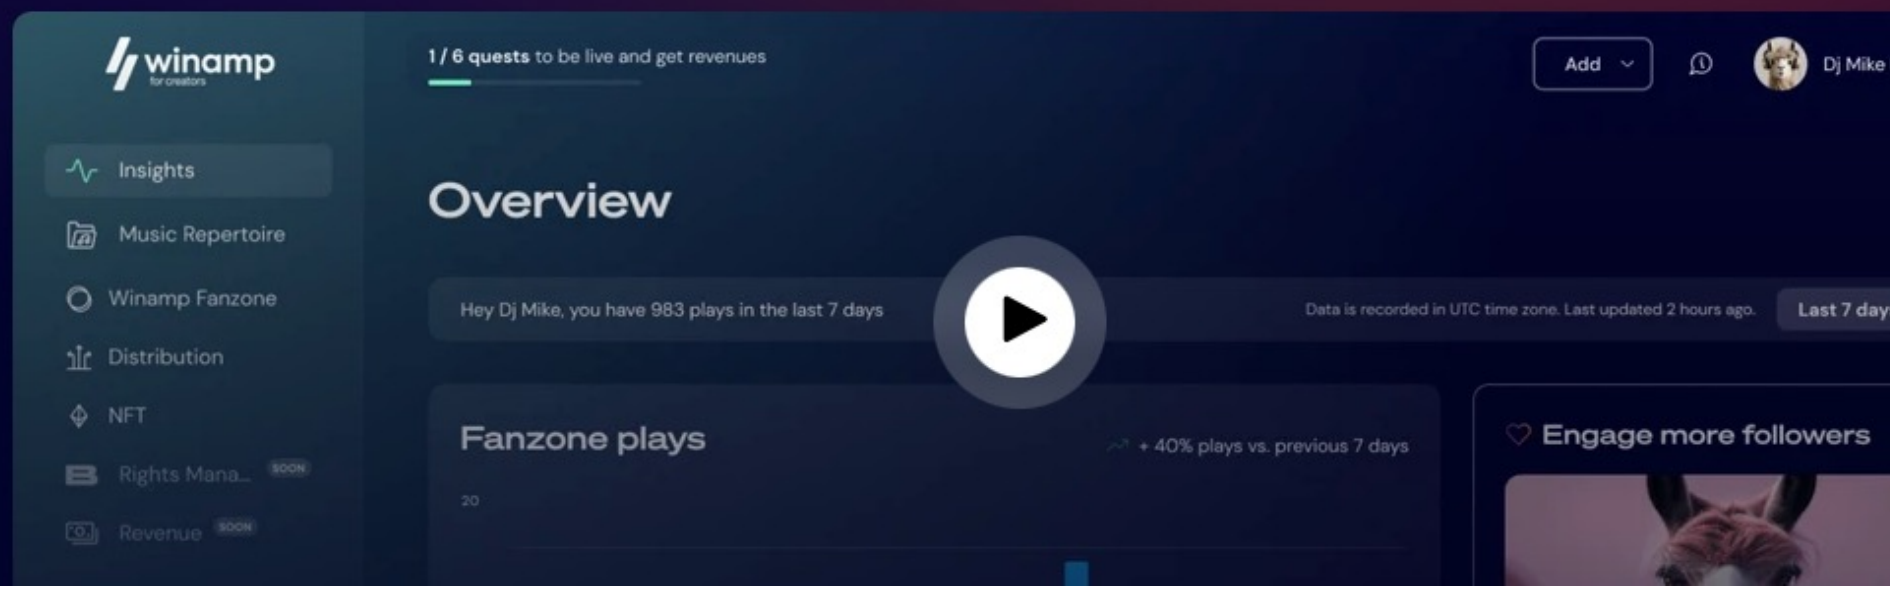 winamp
for creators
1 / 6 quests to be live and get revenues
Add
Dj Mike
Insights
Music Repertoire
Winamp Fanzone
Distribution
NFT
Rights Mana... SOON
Revenue SOON
Overview
Hey Dj Mike, you have 983 plays in the last 7 days
Data is recorded in UTC time zone. Last updated 2 hours ago.
Last 7 day
Fanzone plays
+ 40% plays vs. previous 7 days
20
Engage more followers